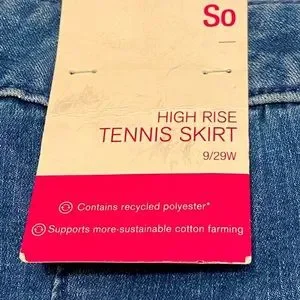 So
HIGH RISE
TENNIS SKIRT
9/29W
Contains recycled polyester*
Supports more-sustainable cotton farming